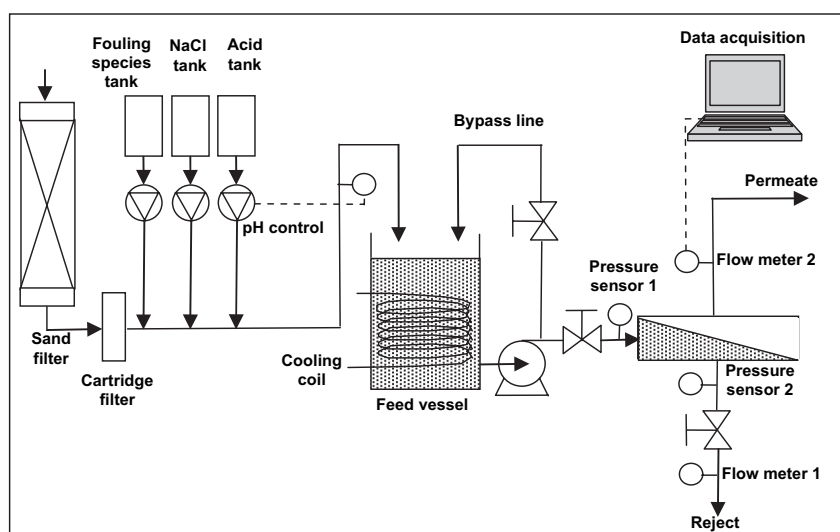 Fouling
species
tank
NaCl
tank
Acid
tank
Data acquisition
Bypass line
Permeate
pH control
Flow meter 2
Pressure
sensor 1
Sand
filter
Cartridge
filter
Cooling
coil
Feed vessel
Pressure
sensor 2
Flow meter 1
Reject